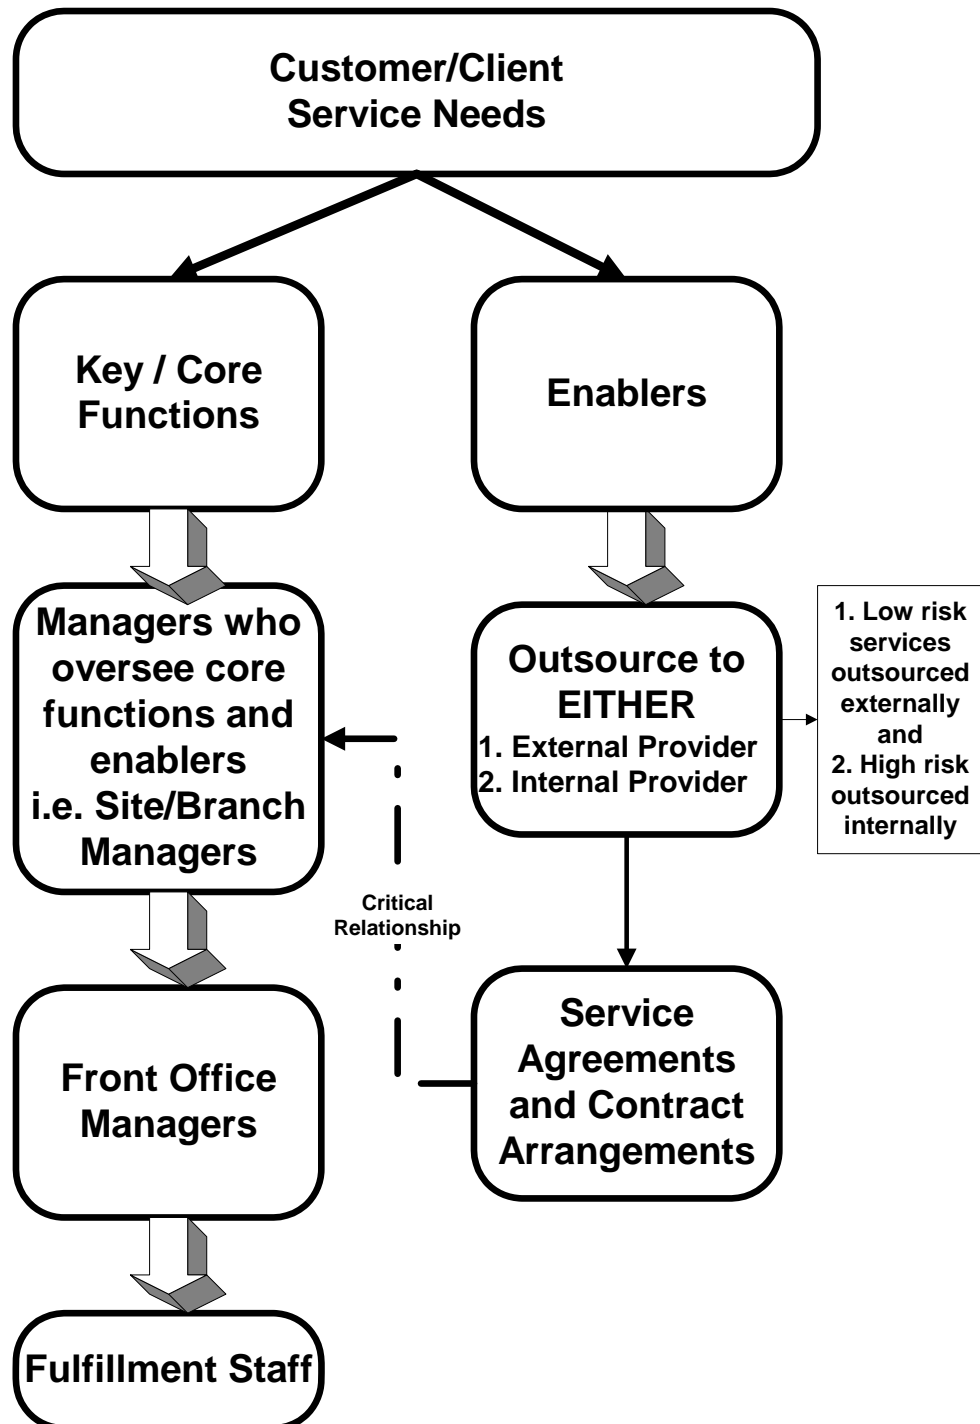 Customer/Client
Service Needs
Key / Core
Functions
Enablers
Managers who
oversee core
functions and
enablers
i.e. Site/Branch
Managers
Outsource to
EITHER
1. External Provider
2. Internal Provider
1. Low risk
services
outsourced
externally
and
2. High risk
outsourced
internally
Critical
Relationship
Front Office
Managers
Service
Agreements
and Contract
Arrangements
Fulfillment Staff